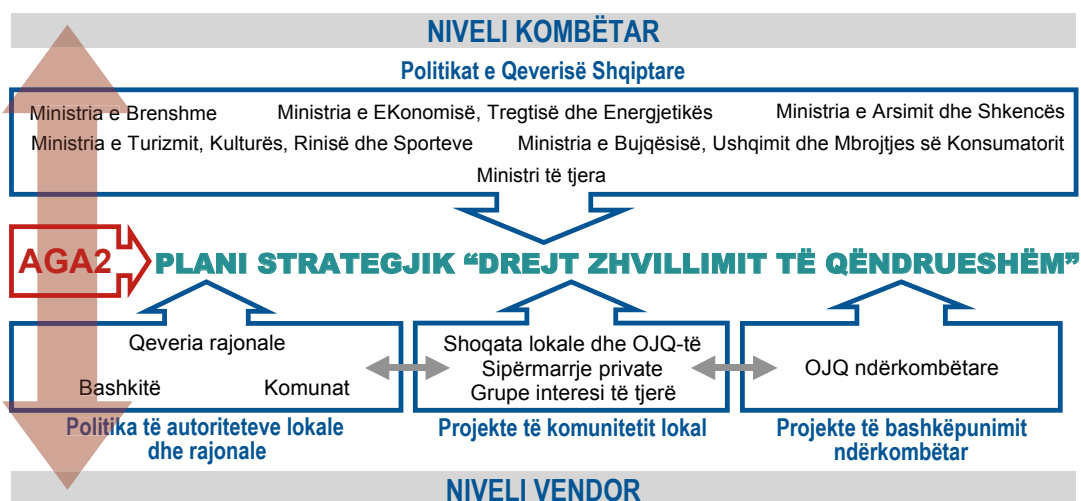 NIVELI KOMBËTAR
Politikat e Qeverisë Shqiptare
Ministria e Brenshme
Ministria e EKonomisë, Tregtisë dhe Energjetikës
Ministria e Arsimit dhe Shkencës
Ministria e Turizmit, Kulturës, Rinisë dhe Sporteve
Ministria e Bujqësisë, Ushqimit dhe Mbrojtjes së Konsumatorit
Ministri të tjera
AGA2
PLANI STRATEGJIK “DREJT ZHVILLIMIT TË QËNDRUESHËM”
Qeveria rajonale
Bashkitë
Komunat
Politika të autoriteteve lokale
dhe rajonale
Shoqata lokale dhe OJQ-të
Sipërmarrje private
Grupe interesi të tjerë
Projekte të komunitetit lokal
OJQ ndërkombëtare
Projekte të bashkëpunimit
ndërkombëtar
NIVELI VENDOR